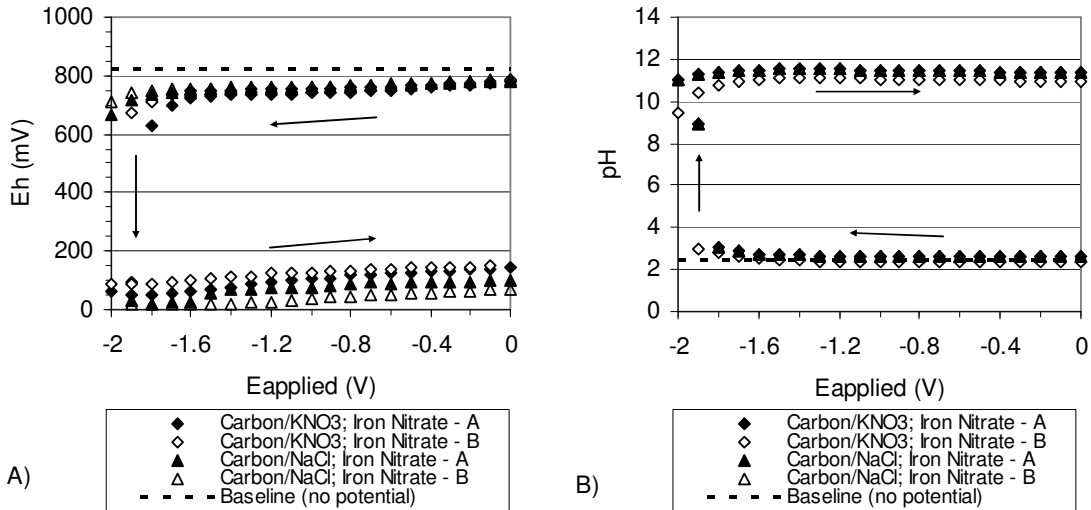 1000
800
600
400
200
0
Eh (mV)
-2 -1.6 -1.2 -0.8 -0.4 0
Eapplied (V)
Carbon/KNO3; Iron Nitrate - A
Carbon/KNO3; Iron Nitrate - B
Carbon/NaCl; Iron Nitrate - A
Carbon/NaCl; Iron Nitrate - B
Baseline (no potential)
A)
14
12
10
8
6
4
2
0
pH
-2 -1.6 -1.2 -0.8 -0.4 0
Eapplied (V)
Carbon/KNO3; Iron Nitrate - A
Carbon/KNO3; Iron Nitrate - B
Carbon/NaCl; Iron Nitrate - A
Carbon/NaCl; Iron Nitrate - B
Baseline (no potential)
B)